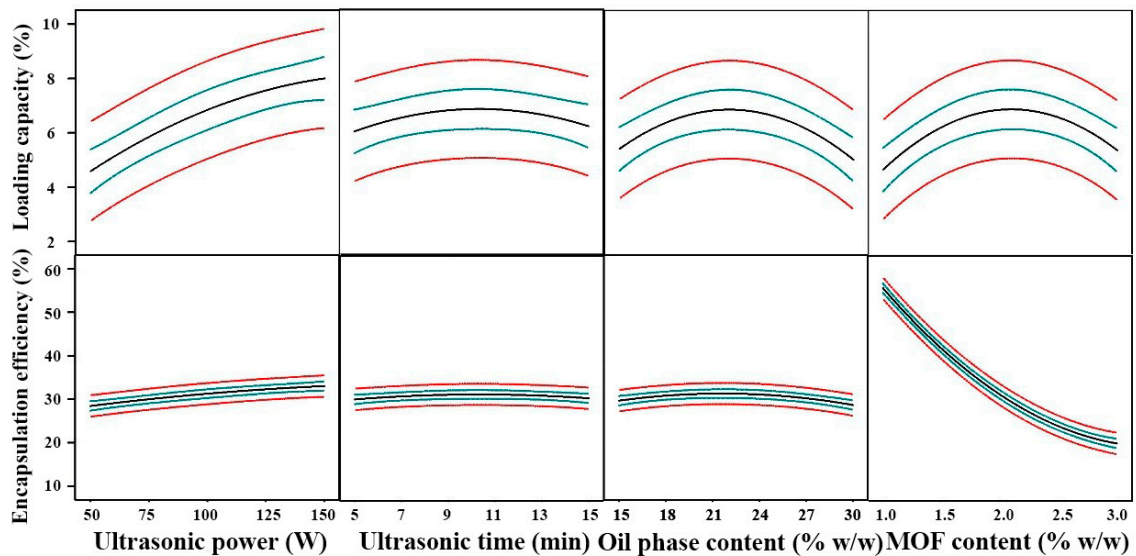 Loading capacity (%)
10
8
6
4
2
Encapsulation efficiency (%)
60
50
40
30
20
10
50 75 100 125 150
5 7 9 11 13 15
15 18 21 24 27 30
1.0 1.5 2.0 2.5 3.0
Ultrasonic power (W)
Ultrasonic time (min)
Oil phase content (% w/w)
MOF content (% w/w)